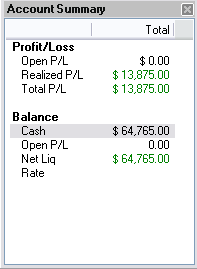 Account Summary
Total
Profit/Loss
Open P/L $ 0.00
Realized P/L $ 13,875.00
Total P/L $ 13,875.00
Balance
Cash $ 64,765.00
Open P/L 0.00
Net Liq $ 64,765.00
Rate